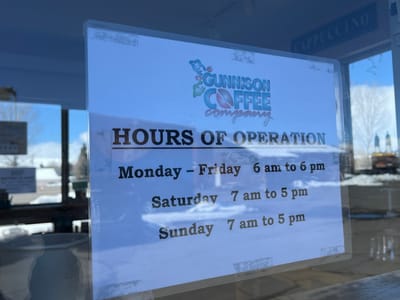 CAPPUCCINO
GUNNISON
COFFEE
company
HOURS OF OPERATION
Monday – Friday 6 am to 6 pm
Saturday 7 am to 5 pm
Sunday 7 am to 5 pm